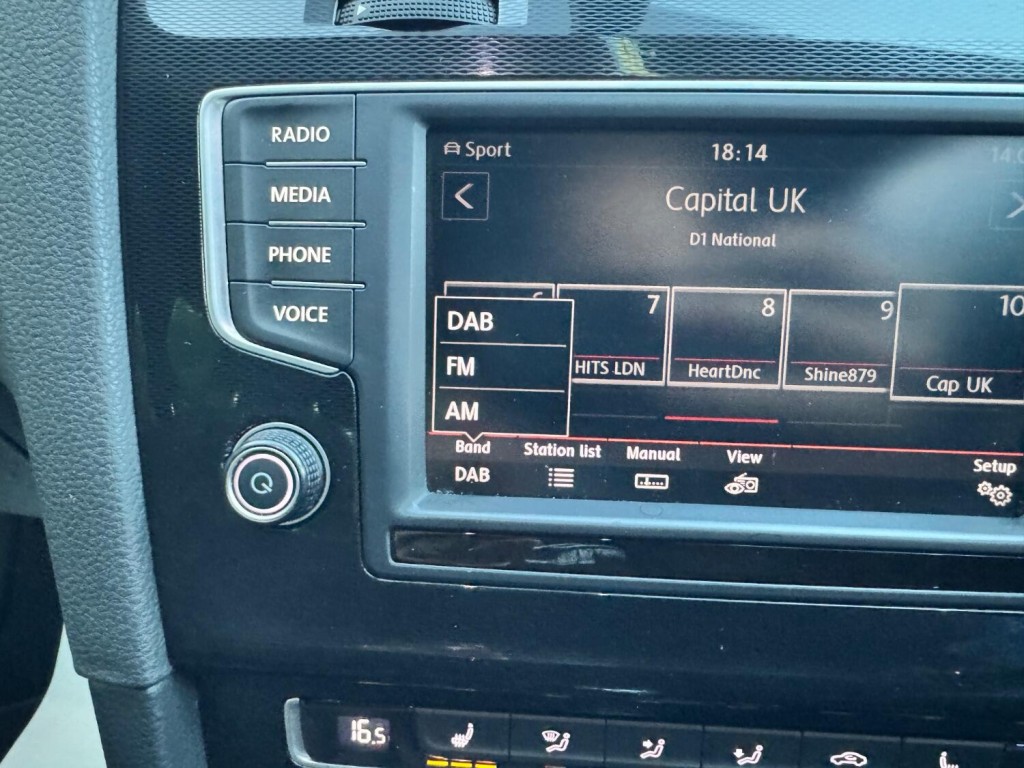 RADIO
MEDIA
PHONE
VOICE
Sport
18:14
Capital UK
D1 National
7
8
9
10
HITS LDN
HeartDnc
Shine879
Cap UK
DAB
FM
AM
Band
Station list
Manual
View
Setup
DAB
16.5